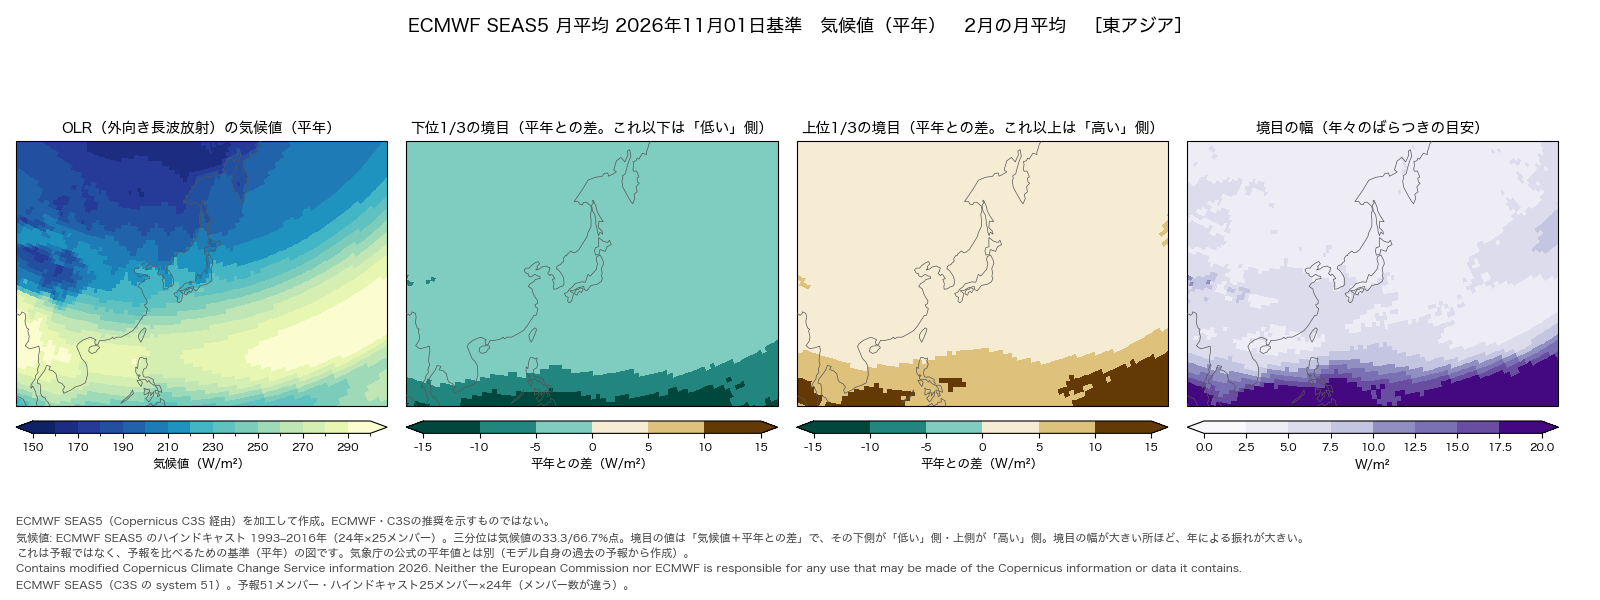 ECMWF SEAS5 月平均 2026年11月01日基準　気候値（平年）　2月の月平均　［東アジア］
OLR（外向き長波放射）の気候値（平年）
下位1/3の境目（平年との差。これ以下は「低い」側）
上位1/3の境目（平年との差。これ以上は「高い」側）
境目の幅（年々のばらつきの目安）
150 170 190 210 230 250 270 290
気候値（W/m²）
-15 -10 -5 0 5 10 15
平年との差（W/m²）
-15 -10 -5 0 5 10 15
平年との差（W/m²）
0.0 2.5 5.0 7.5 10.0 12.5 15.0 17.5 20.0
W/m²
ECMWF SEAS5（Copernicus C3S 経由）を加工して作成。ECMWF・C3Sの推奨を示すものではない。
気候値: ECMWF SEAS5 のハインドキャスト 1993–2016年（24年×25メンバー）。三分位は気候値の33.3/66.7%点。境目の値は「気候値＋平年との差」で、その下側が「低い」側・上側が「高い」側。境目の幅が大きい所ほど、年による振れが大きい。
これは予報ではなく、予報を比べるための基準（平年）の図です。気象庁の公式の平年値とは別（モデル自身の過去の予報から作成）。
Contains modified Copernicus Climate Change Service information 2026. Neither the European Commission nor ECMWF is responsible for any use that may be made of the Copernicus information or data it contains.
ECMWF SEAS5（C3S の system 51）。予報51メンバー・ハインドキャスト25メンバー×24年（メンバー数が違う）。